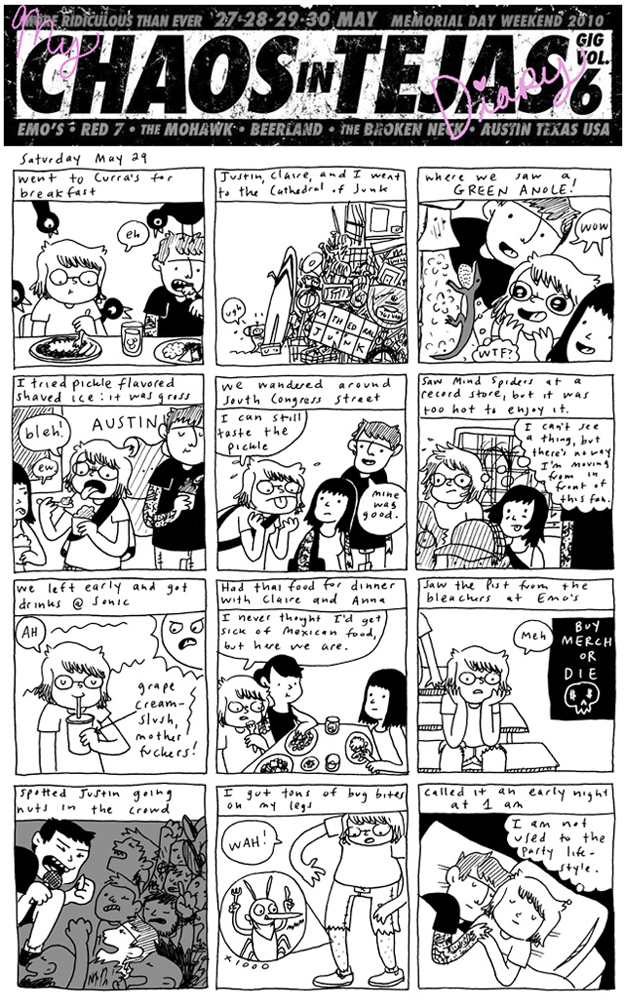 MORE RIDICULOUS THAN EVER 27-28-29-30 MAY MEMORIAL DAY WEEKEND 2010
My
CHAOS IN TEJAS
GIG
VOL.
6
Diary
EMO'S • RED 7 • THE MOHAWK • BEERLAND • THE BROKEN NECK • AUSTIN TEXAS USA
Saturday May 29
went to Curra's for
breakfast
eh
Justin, Claire, and I went
to the Cathedral of Junk
ugh
CATHEDRAL
JUNK
where we saw a
GREEN ANOLE!
WOW
WTF?
I tried pickle flavored
shaved ice: it was gross
AUSTIN
bleh!
ew
we wandered around
South Congress street
I can still
taste the
pickle
mine
was
good.
Saw Mind Spiders at a
record store, but it was
too hot to enjoy it.
I can't see
a thing, but
there's no way
I'm moving
from in
front of
this fan.
we left early and got
drinks @ Sonic
AH
grape
cream-
slush,
mother
fuckers!
Had thai food for dinner
with Claire and Anna
I never thought I'd get
sick of Mexican food,
but here we are.
Saw the Pist from the
bleachers at Emo's
Meh
BUY
MERCH
OR
DIE
$ $
spotted Justin going
nuts in the crowd
I got tons of bug bites
on my legs
WAH!
x1000
called it an early night
at 1 am
I am not
used to the
party life-
style.